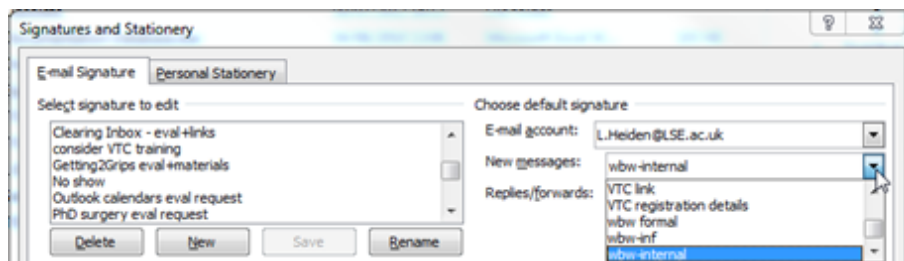 Signatures and Stationery
E-mail Signature Personal Stationery
Select signature to edit
Clearing Inbox - eval+links
consider VTC training
Getting2Grips eval+materials
No show
Outlook calendars eval request
PhD surgery eval request
Delete New Save Rename
Choose default signature
E-mail account: L.Heiden@LSE.ac.uk
New messages: wbw-internal
Replies/forwards:
VTC link
VTC registration details
wbw formal
wbw-inf
wbw-internal